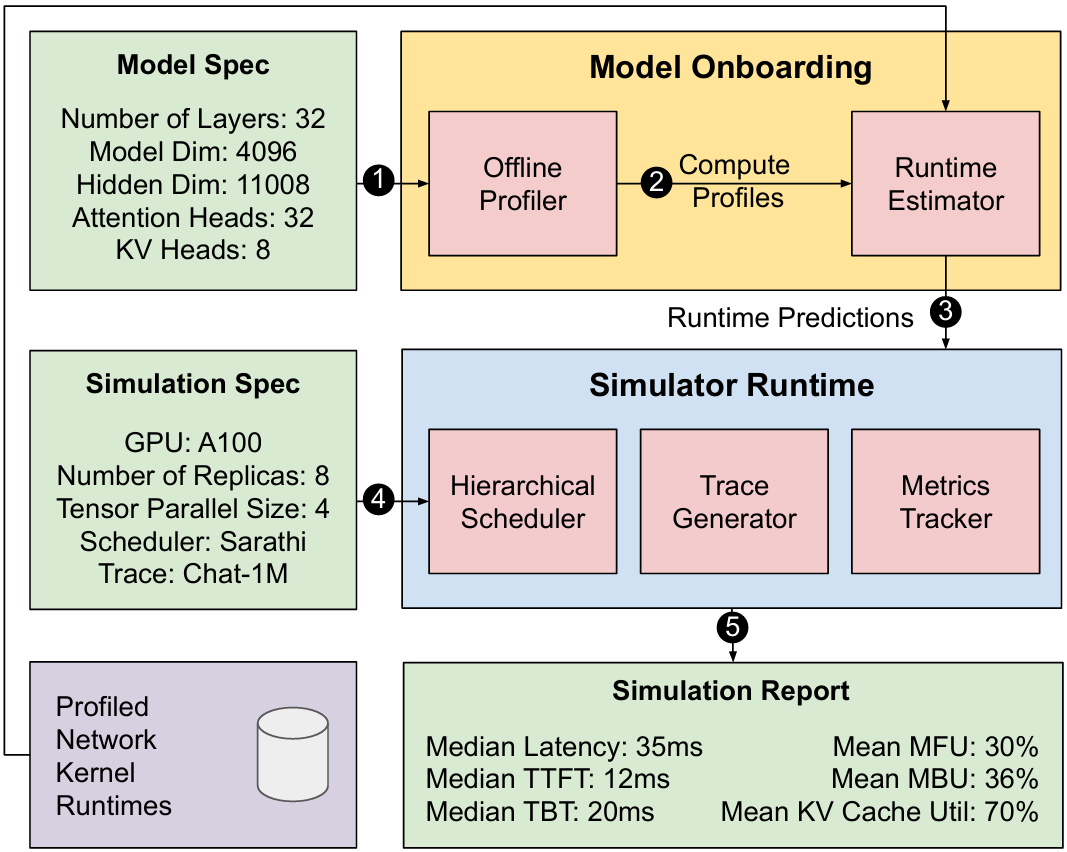 Model Spec
Number of Layers: 32
Model Dim: 4096
Hidden Dim: 11008
Attention Heads: 32
KV Heads: 8
1
Model Onboarding
Offline
Profiler
2
Compute
Profiles
Runtime
Estimator
Runtime Predictions
3
Simulation Spec
GPU: A100
Number of Replicas: 8
Tensor Parallel Size: 4
Scheduler: Sarathi
Trace: Chat-1M
4
Simulator Runtime
Hierarchical
Scheduler
Trace
Generator
Metrics
Tracker
5
Profiled
Network
Kernel
Runtimes
Simulation Report
Median Latency: 35ms
Median TTFT: 12ms
Median TBT: 20ms
Mean MFU: 30%
Mean MBU: 36%
Mean KV Cache Util: 70%